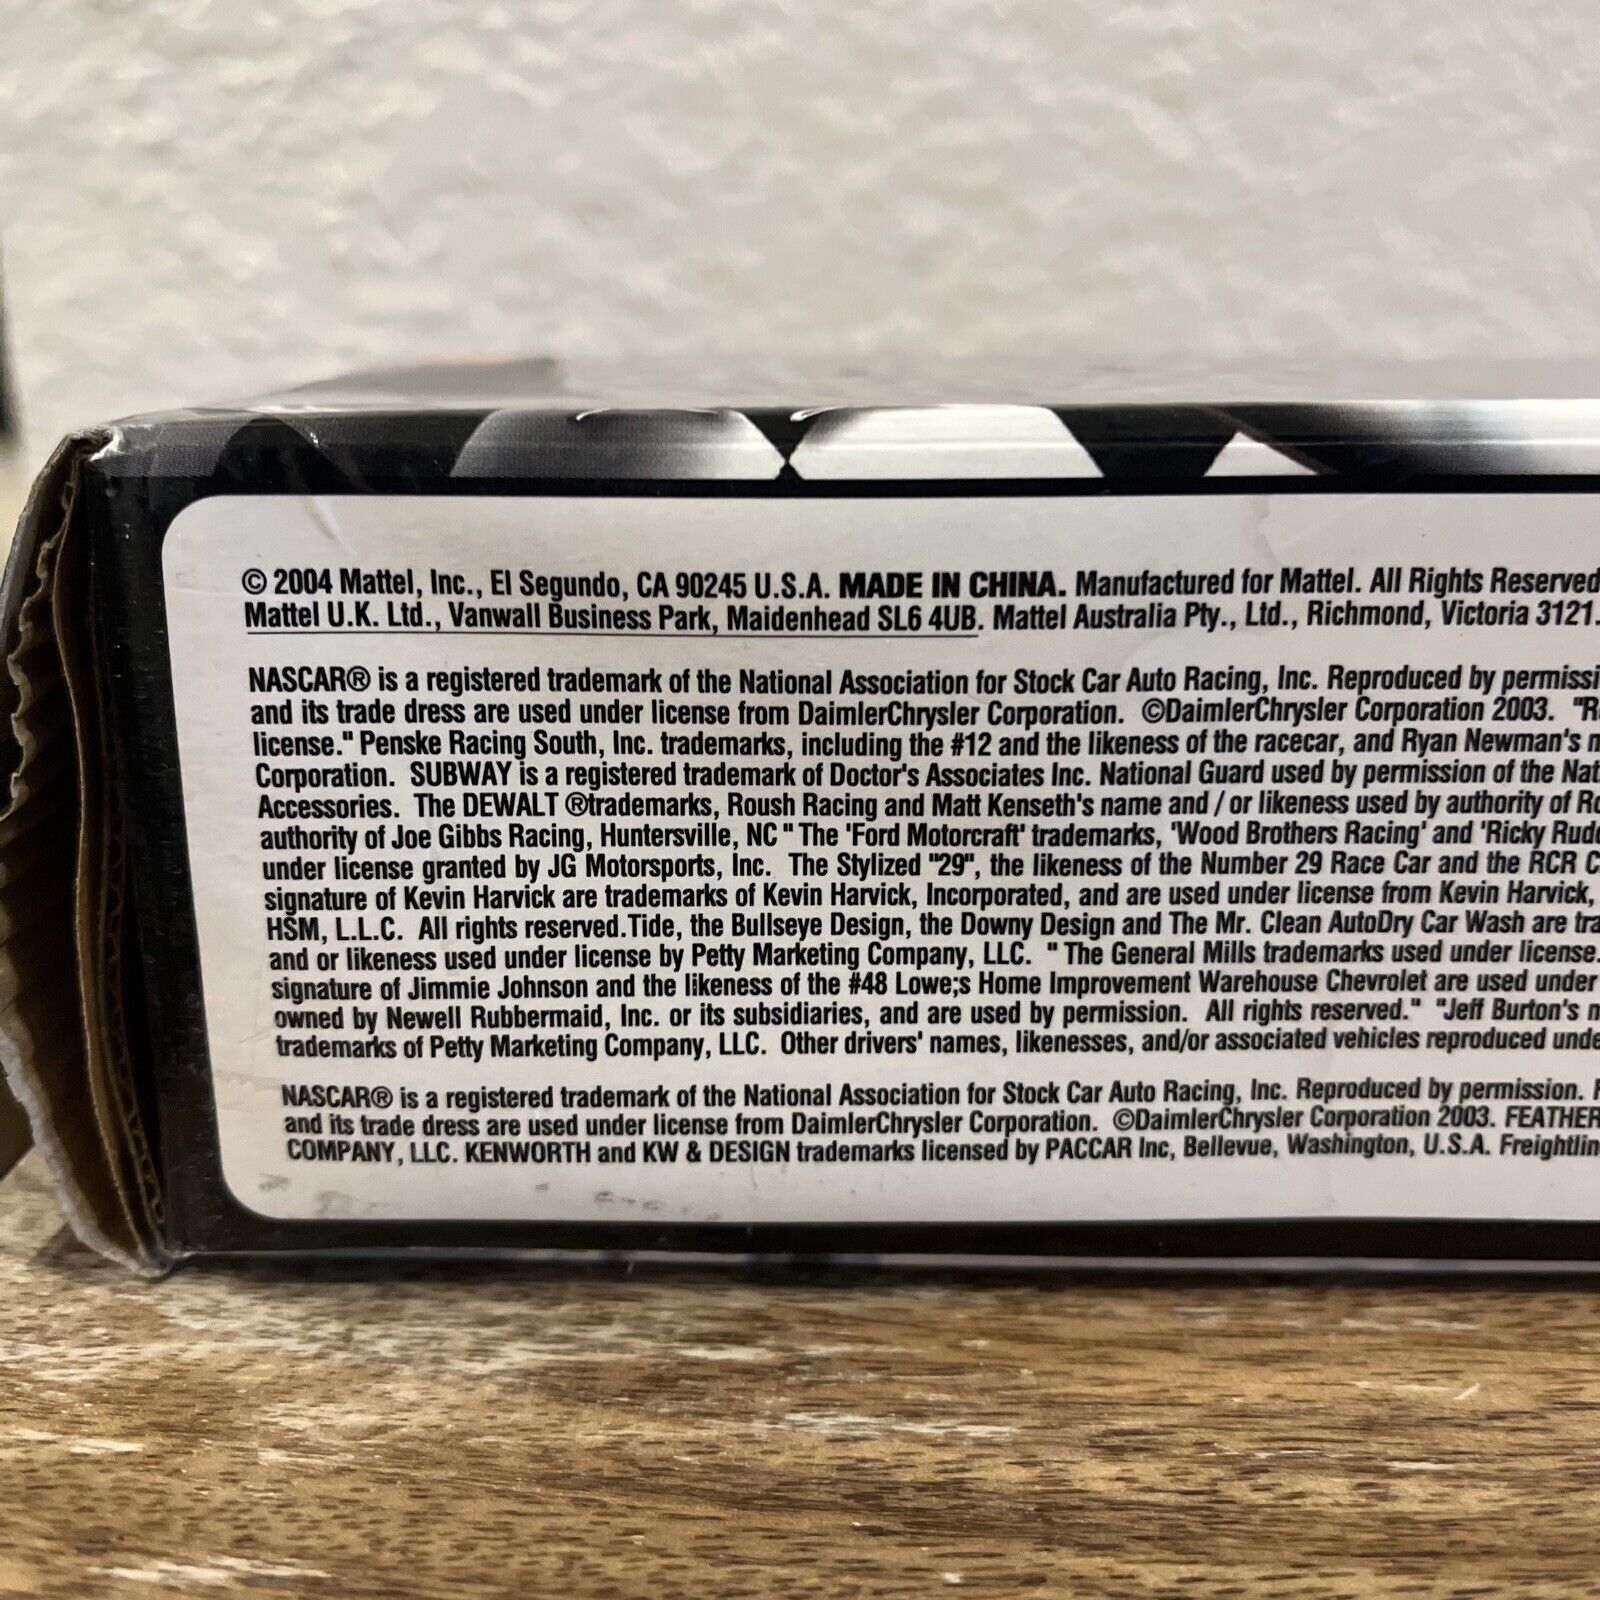 © 2004 Mattel, Inc., El Segundo, CA 90245 U.S.A. MADE IN CHINA. Manufactured for Mattel. All Rights Reserved
Mattel U.K. Ltd., Vanwall Business Park, Maidenhead SL6 4UB. Mattel Australia Pty., Ltd., Richmond, Victoria 3121.
NASCAR® is a registered trademark of the National Association for Stock Car Auto Racing, Inc. Reproduced by permissi
and its trade dress are used under license from DaimlerChrysler Corporation. ©DaimlerChrysler Corporation 2003. "R
license." Penske Racing South, Inc. trademarks, including the #12 and the likeness of the racecar, and Ryan Newman's n
Corporation. SUBWAY is a registered trademark of Doctor's Associates Inc. National Guard used by permission of the Nat
Accessories. The DEWALT ®trademarks, Roush Racing and Matt Kenseth's name and / or likeness used by authority of Ro
authority of Joe Gibbs Racing, Huntersville, NC " The 'Ford Motorcraft' trademarks, 'Wood Brothers Racing' and 'Ricky Rudd
under license granted by JG Motorsports, Inc. The Stylized "29", the likeness of the Number 29 Race Car and the RCR C
signature of Kevin Harvick are trademarks of Kevin Harvick, Incorporated, and are used under license from Kevin Harvick,
HSM, L.L.C. All rights reserved.Tide, the Bullseye Design, the Downy Design and The Mr. Clean AutoDry Car Wash are tra
and or likeness used under license by Petty Marketing Company, LLC. " The General Mills trademarks used under license.
signature of Jimmie Johnson and the likeness of the #48 Lowe;s Home Improvement Warehouse Chevrolet are used under
owned by Newell Rubbermaid, Inc. or its subsidiaries, and are used by permission. All rights reserved." "Jeff Burton's n
trademarks of Petty Marketing Company, LLC. Other drivers' names, likenesses, and/or associated vehicles reproduced unde
NASCAR® is a registered trademark of the National Association for Stock Car Auto Racing, Inc. Reproduced by permission.
and its trade dress are used under license from DaimlerChrysler Corporation. ©DaimlerChrysler Corporation 2003. FEATHER
COMPANY, LLC. KENWORTH and KW & DESIGN trademarks licensed by PACCAR Inc, Bellevue, Washington, U.S.A. Freightlin